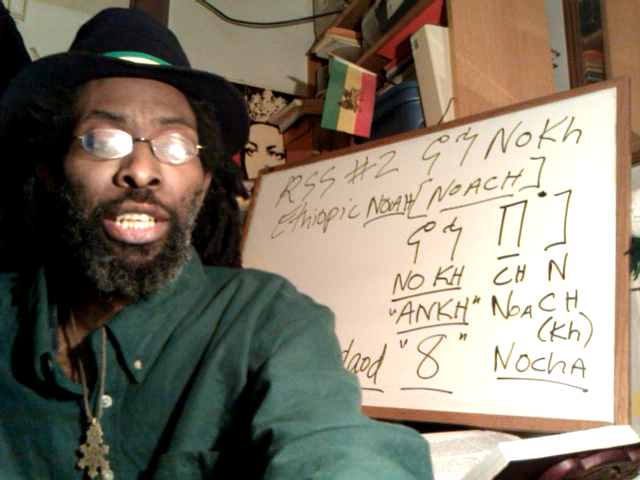 RSS #2 ኖኅ NoKh
Ethiopic NOAH [NOACH]
ኖኅ ח נ]
NO KH CH N
"ANKH" NOACH
(Kh)
"8" NOCHA